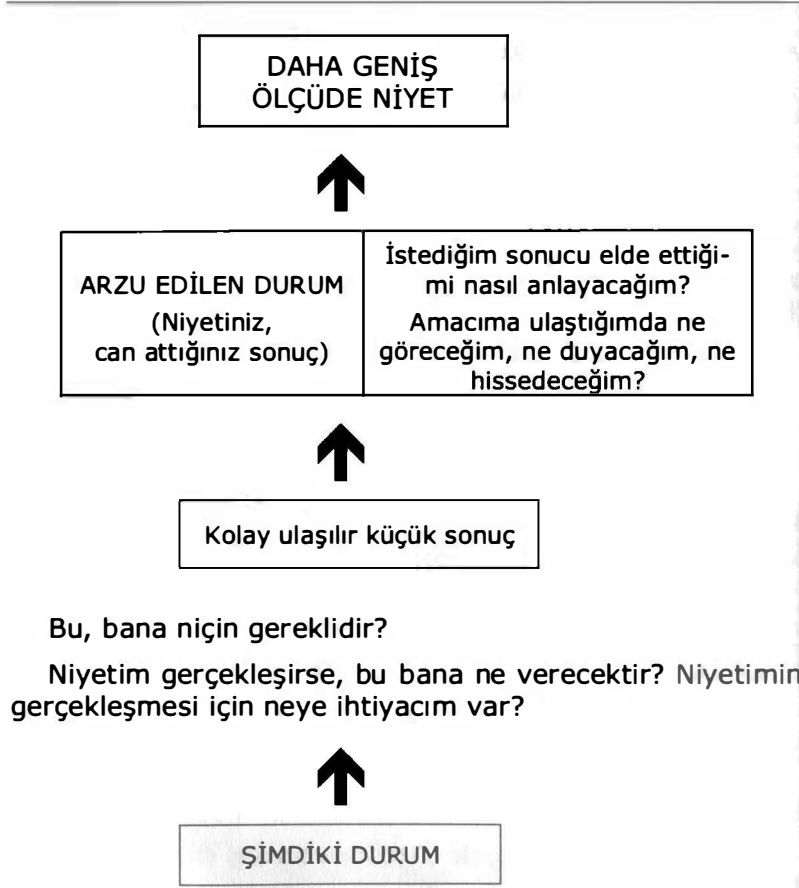 DAHA GENİŞ
ÖLÇÜDE NİYET
ARZU EDİLEN DURUM
(Niyetiniz,
can attığınız sonuç)
İstediğim sonucu elde ettiği-
mi nasıl anlayacağım?
Amacıma ulaştığımda ne
göreceğim, ne duyacağım, ne
hissedeceğim?
Kolay ulaşılır küçük sonuç
Bu, bana niçin gereklidir?
Niyetim gerçekleşirse, bu bana ne verecektir? Niyetimin
gerçekleşmesi için neye ihtiyacım var?
ŞİMDİKİ DURUM